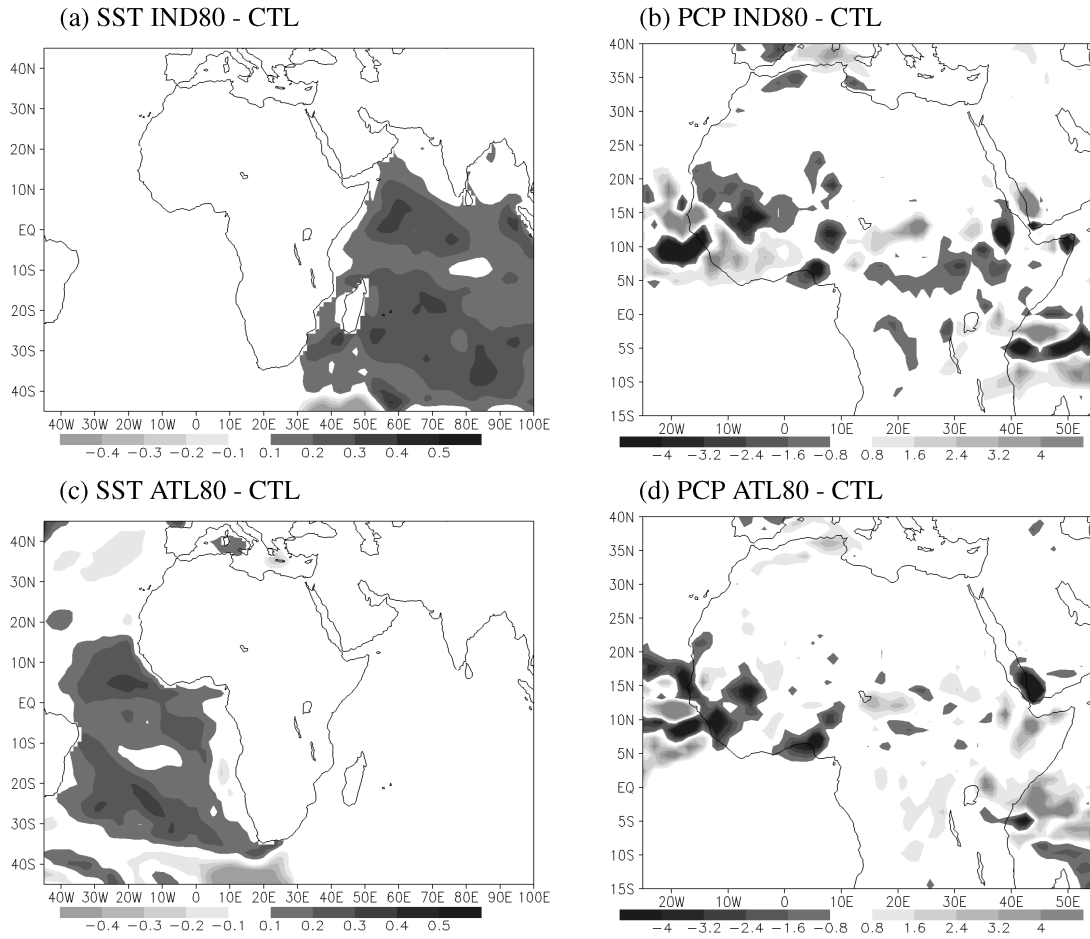 (a) SST IND80 - CTL
40N
30N
20N
10N
EQ
10S
20S
30S
40S
40W 30W 20W 10W 0 10E 20E 30E 40E 50E 60E 70E 80E 90E 100E
−0.4 −0.3 −0.2 −0.1 0.1 0.2 0.3 0.4 0.5
(b) PCP IND80 - CTL
40N
35N
30N
25N
20N
15N
10N
5N
EQ
5S
10S
15S
20W 10W 0 10E 20E 30E 40E 50E
−4 −3.2 −2.4 −1.6 −0.8 0.8 1.6 2.4 3.2 4
(c) SST ATL80 - CTL
40N
30N
20N
10N
EQ
10S
20S
30S
40S
40W 30W 20W 10W 0 10E 20E 30E 40E 50E 60E 70E 80E 90E 100E
−0.4 −0.3 −0.2 −0.1 0.1 0.2 0.3 0.4 0.5
(d) PCP ATL80 - CTL
40N
35N
30N
25N
20N
15N
10N
5N
EQ
5S
10S
15S
20W 10W 0 10E 20E 30E 40E 50E
−4 −3.2 −2.4 −1.6 −0.8 0.8 1.6 2.4 3.2 4